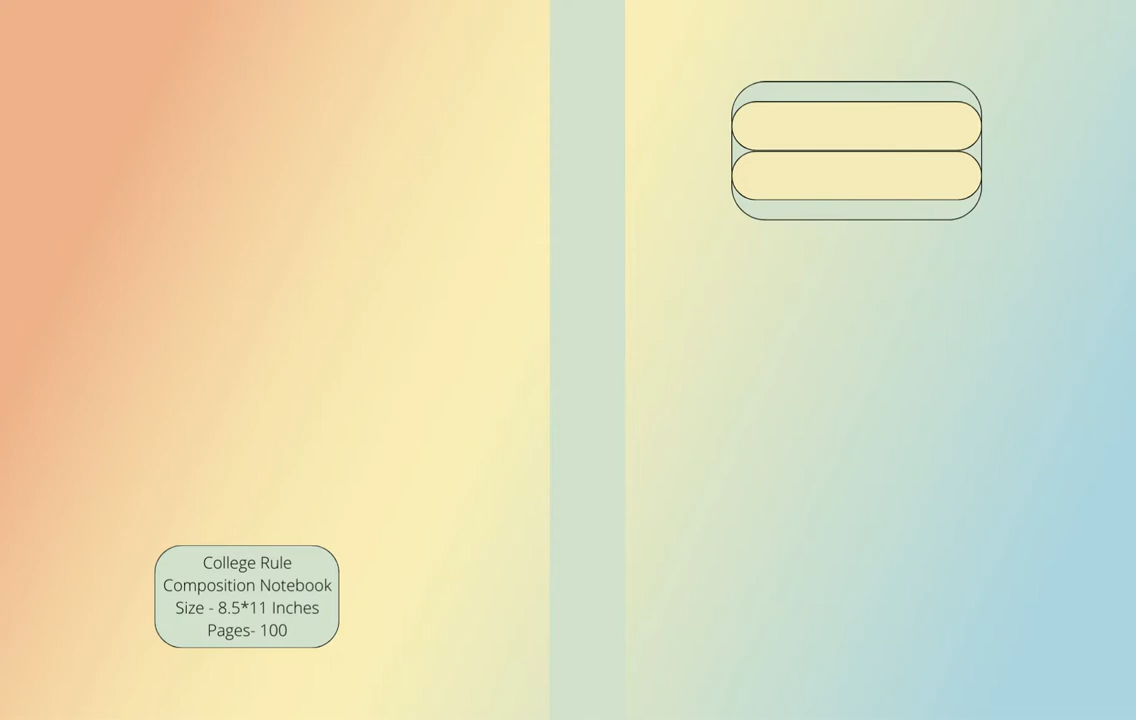 College Rule
Composition Notebook
Size - 8.5*11 Inches
Pages- 100